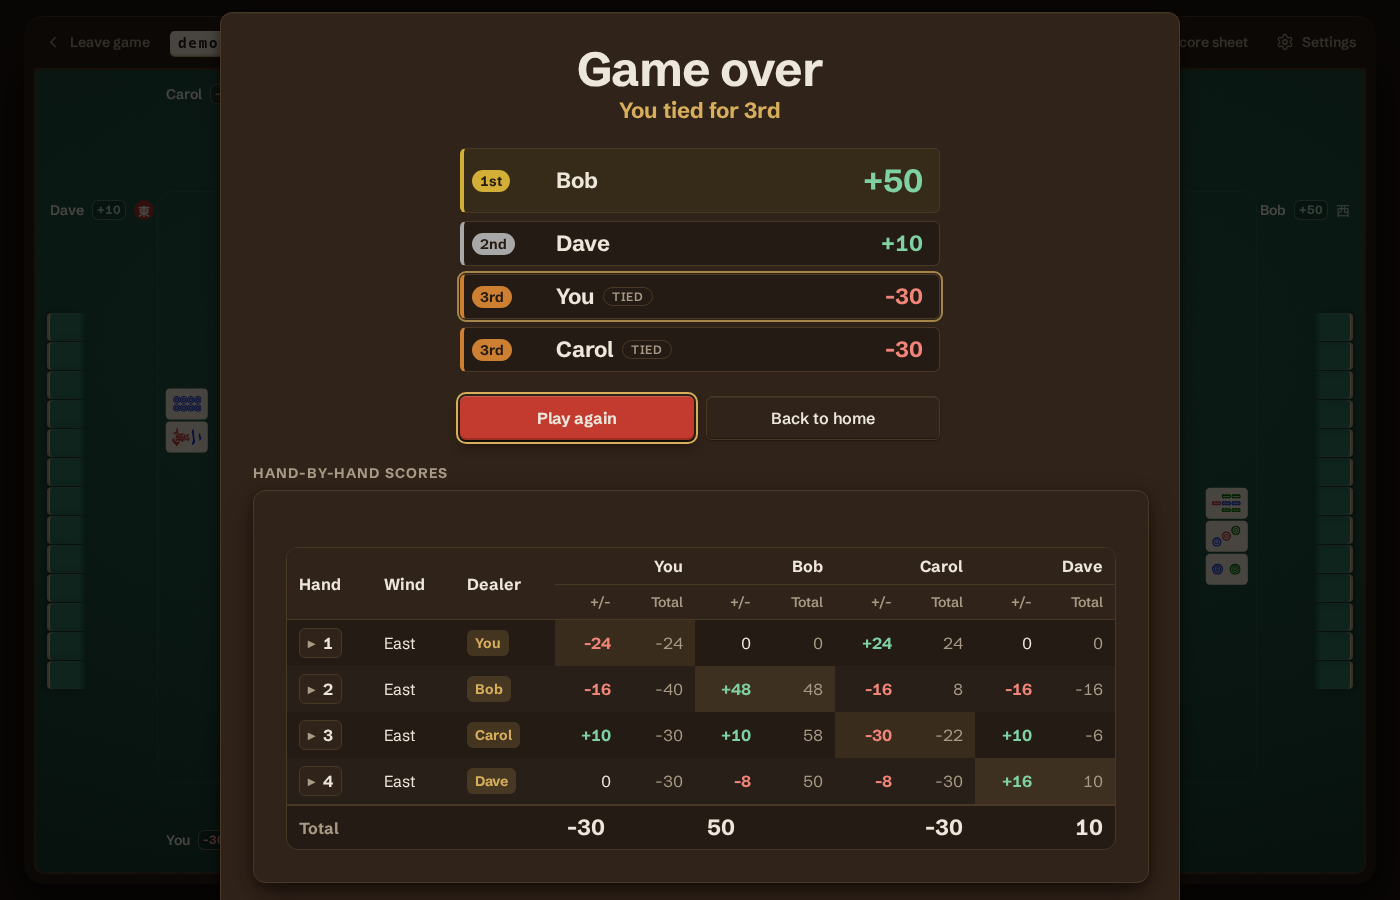 Leave game
demo
core sheet
Settings
Game over
You tied for 3rd
Carol
1st Bob +50
Dave +10 東
Bob +50 西
2nd Dave +10
3rd You TIED -30
3rd Carol TIED -30
Play again
Back to home
HAND-BY-HAND SCORES
Hand Wind Dealer You Bob Carol Dave
+/- Total +/- Total +/- Total +/- Total
▸ 1 East You -24 -24 0 0 +24 24 0 0
▸ 2 East Bob -16 -40 +48 48 -16 8 -16 -16
▸ 3 East Carol +10 -30 +10 58 -30 -22 +10 -6
▸ 4 East Dave 0 -30 -8 50 -8 -30 +16 10
Total -30 50 -30 10
You -30